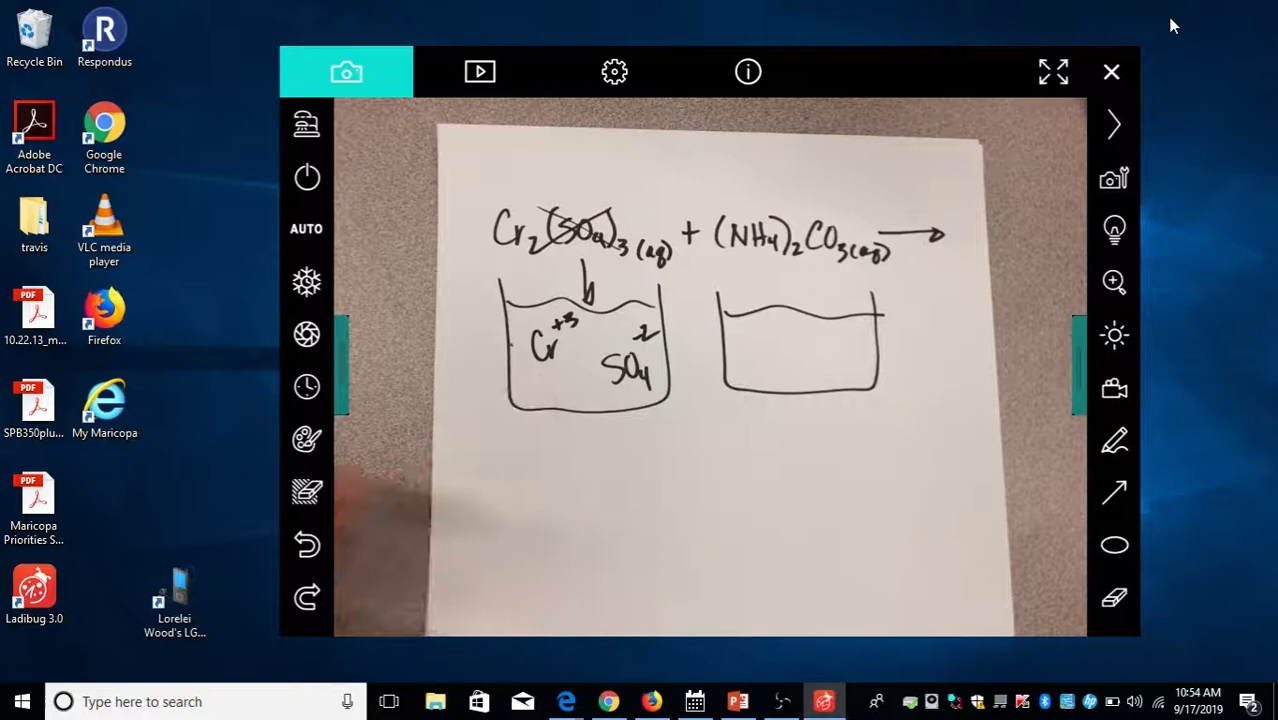 Recycle Bin
Respondus
Adobe Acrobat DC
Google Chrome
travis
VLC media player
10.22.13_m...
Firefox
SPB350plu...
My Maricopa
Maricopa Priorities S...
Ladibug 3.0
Lorelei Wood's LG...
AUTO
Cr₂(SO₄)₃(aq) + (NH₄)₂CO₃(aq) →
Cr⁺³ SO₄⁻²
Type here to search
10:54 AM
9/17/2019
2